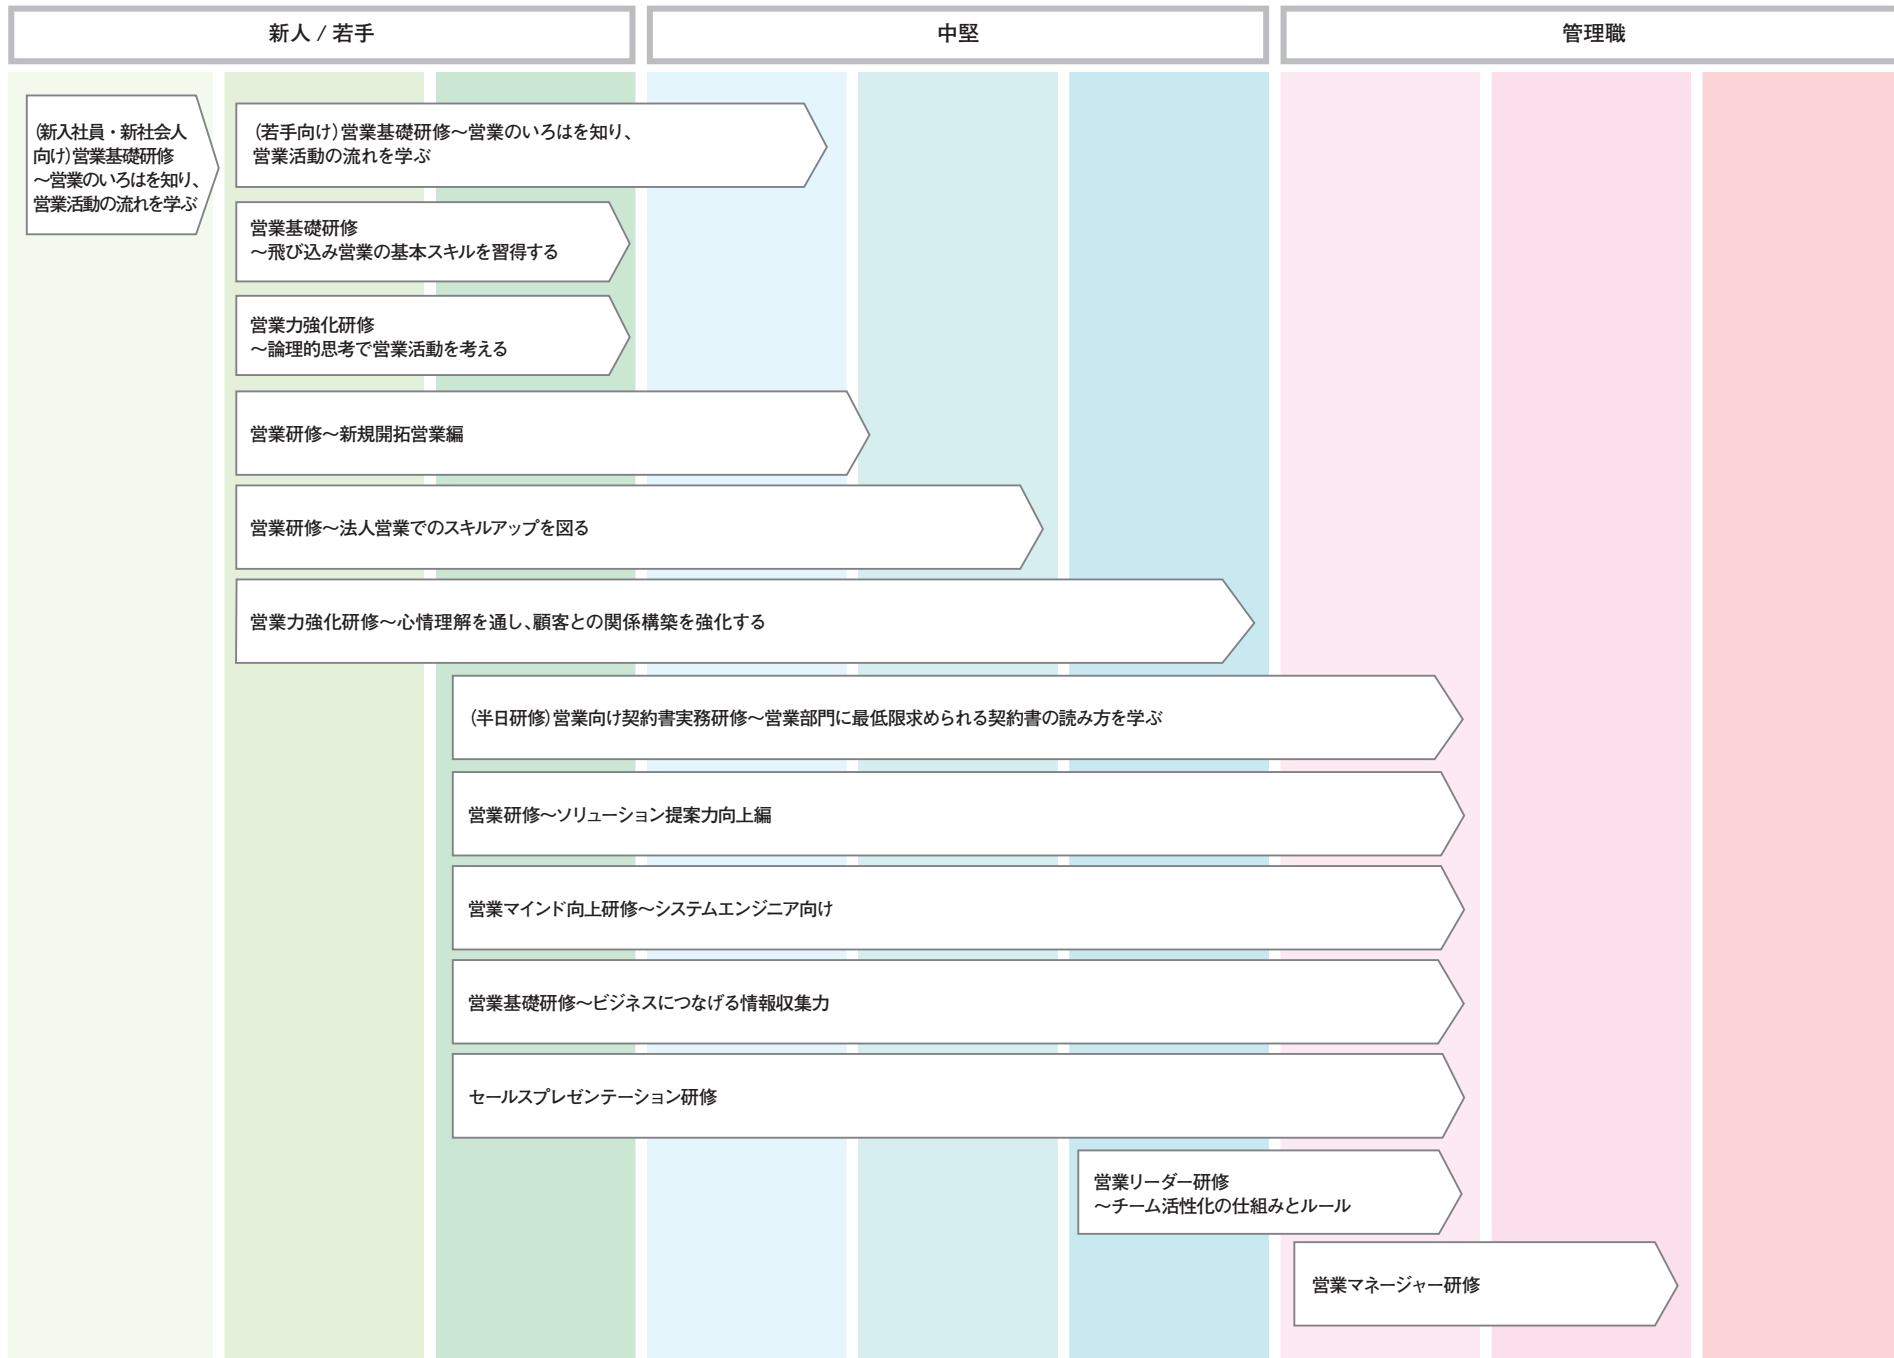 新人 / 若手
中堅
管理職
(新入社員・新社会人
向け)営業基礎研修
～営業のいろはを知り、
営業活動の流れを学ぶ
(若手向け)営業基礎研修～営業のいろはを知り、
営業活動の流れを学ぶ
営業基礎研修
～飛び込み営業の基本スキルを習得する
営業力強化研修
～論理的思考で営業活動を考える
営業研修～新規開拓営業編
営業研修～法人営業でのスキルアップを図る
営業力強化研修～心情理解を通し、顧客との関係構築を強化する
(半日研修)営業向け契約書実務研修～営業部門に最低限求められる契約書の読み方を学ぶ
営業研修～ソリューション提案力向上編
営業マインド向上研修～システムエンジニア向け
営業基礎研修～ビジネスにつなげる情報収集力
セールスプレゼンテーション研修
営業リーダー研修
～チーム活性化の仕組みとルール
営業マネージャー研修